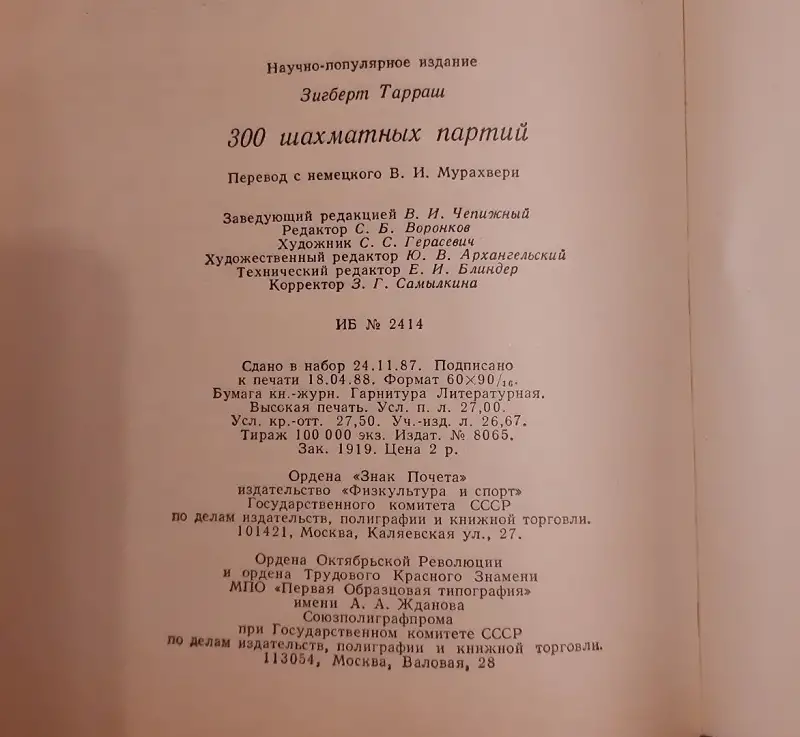 Научно-популярное издание
Зигберт Тарраш
300 шахматных партий
Перевод с немецкого В. И. Мурахвери
Заведующий редакцией В. И. Чепижный
Редактор С. Б. Воронков
Художник С. С. Герасевич
Художественный редактор Ю. В. Архангельский
Технический редактор Е. И. Блиндер
Корректор З. Г. Самылкина
ИБ № 2414
Сдано в набор 24.11.87. Подписано
к печати 18.04.88. Формат 60×90/16.
Бумага кн.-журн. Гарнитура Литературная.
Высокая печать. Усл. п. л. 27,00.
Усл. кр.-отт. 27,50. Уч.-изд. л. 26,67.
Тираж 100 000 экз. Издат. № 8065.
Зак. 1919. Цена 2 р.
Ордена «Знак Почета»
издательство «Физкультура и спорт»
Государственного комитета СССР
по делам издательств, полиграфии и книжной торговли.
101421, Москва, Каляевская ул., 27.
Ордена Октябрьской Революции
и ордена Трудового Красного Знамени
МПО «Первая Образцовая типография»
имени А. А. Жданова
Союзполиграфпрома
при Государственном комитете СССР
по делам издательств, полиграфии и книжной торговли.
113054, Москва, Валовая, 28